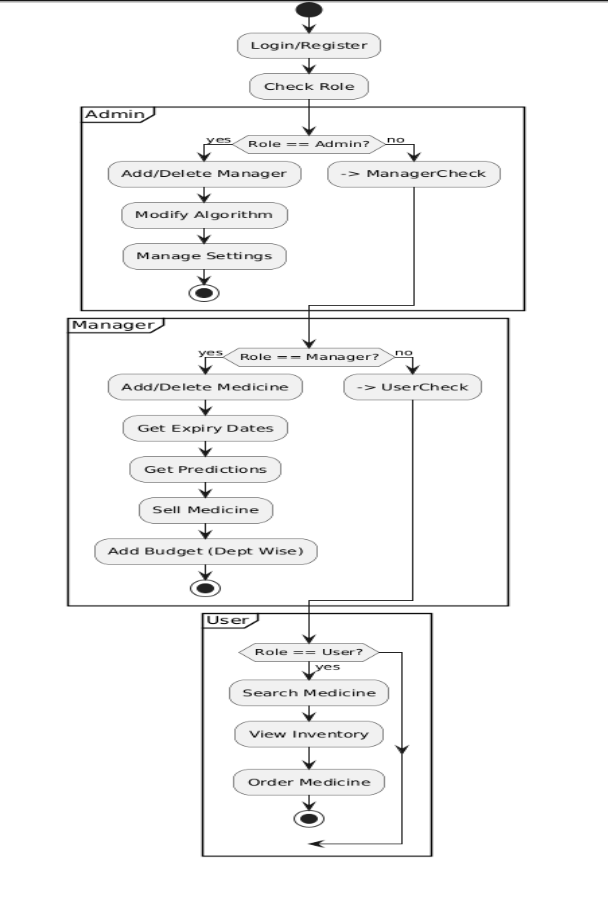 Login/Register
Check Role
Admin
yes
Role == Admin?
no
Add/Delete Manager
-> ManagerCheck
Modify Algorithm
Manage Settings
Manager
yes
Role == Manager?
no
Add/Delete Medicine
-> UserCheck
Get Expiry Dates
Get Predictions
Sell Medicine
Add Budget (Dept Wise)
User
Role == User?
yes
Search Medicine
View Inventory
Order Medicine